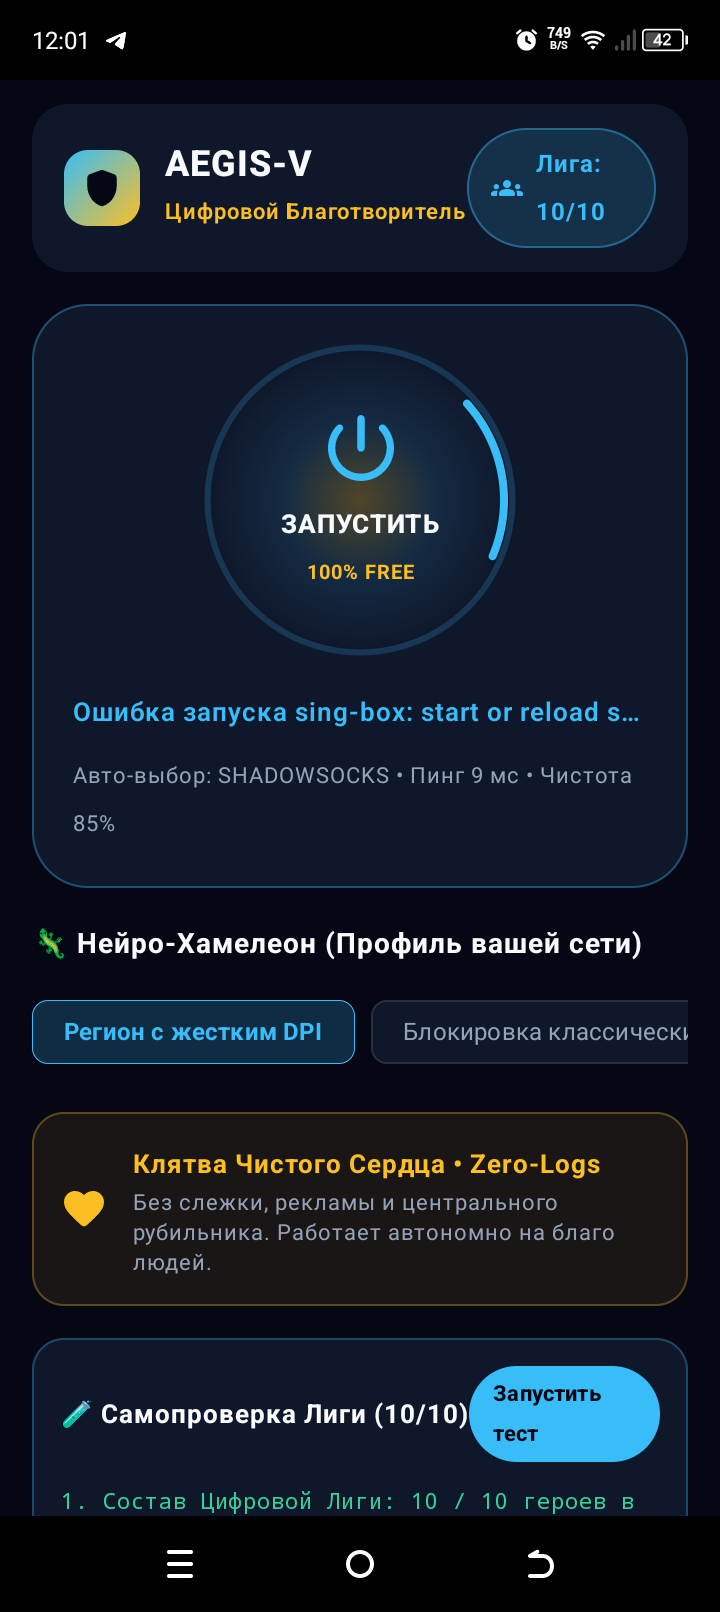 12:01
749
B/S
42
AEGIS-V
Цифровой Благотворитель
Лига:
10/10
ЗАПУСТИТЬ
100% FREE
Ошибка запуска sing-box: start or reload s…
Авто-выбор: SHADOWSOCKS • Пинг 9 мс • Чистота
85%
🦎 Нейро-Хамелеон (Профиль вашей сети)
Регион с жестким DPI
Блокировка классически
Клятва Чистого Сердца • Zero-Logs
Без слежки, рекламы и центрального
рубильника. Работает автономно на благо
людей.
🧪 Самопроверка Лиги (10/10)
Запустить
тест
1. Состав Цифровой Лиги: 10 / 10 героев в